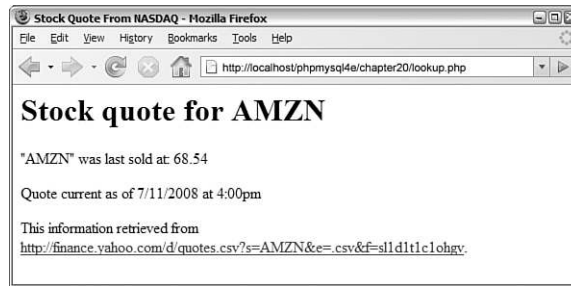 Stock Quote From NASDAQ - Mozilla Firefox
File Edit View History Bookmarks Tools Help
http://localhost/phpmysql4e/chapter20/lookup.php
Stock quote for AMZN
"AMZN" was last sold at: 68.54
Quote current as of 7/11/2008 at 4:00pm
This information retrieved from
http://finance.yahoo.com/d/quotes.csv?s=AMZN&e=.csv&f=sl1d1t1c1ohgv.